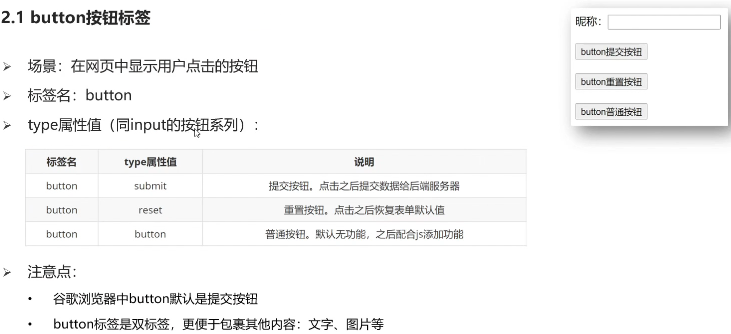 2.1 button按钮标签
➢ 场景：在网页中显示用户点击的按钮
➢ 标签名：button
➢ type属性值（同input的按钮系列）：
标签名 type属性值 说明
button submit 提交按钮。点击之后提交数据给后端服务器
button reset 重置按钮。点击之后恢复表单默认值
button button 普通按钮。默认无功能，之后配合js添加功能
➢ 注意点：
• 谷歌浏览器中button默认是提交按钮
• button标签是双标签，更便于包裹其他内容：文字、图片等
昵称：
button提交按钮
button重置按钮
button普通按钮